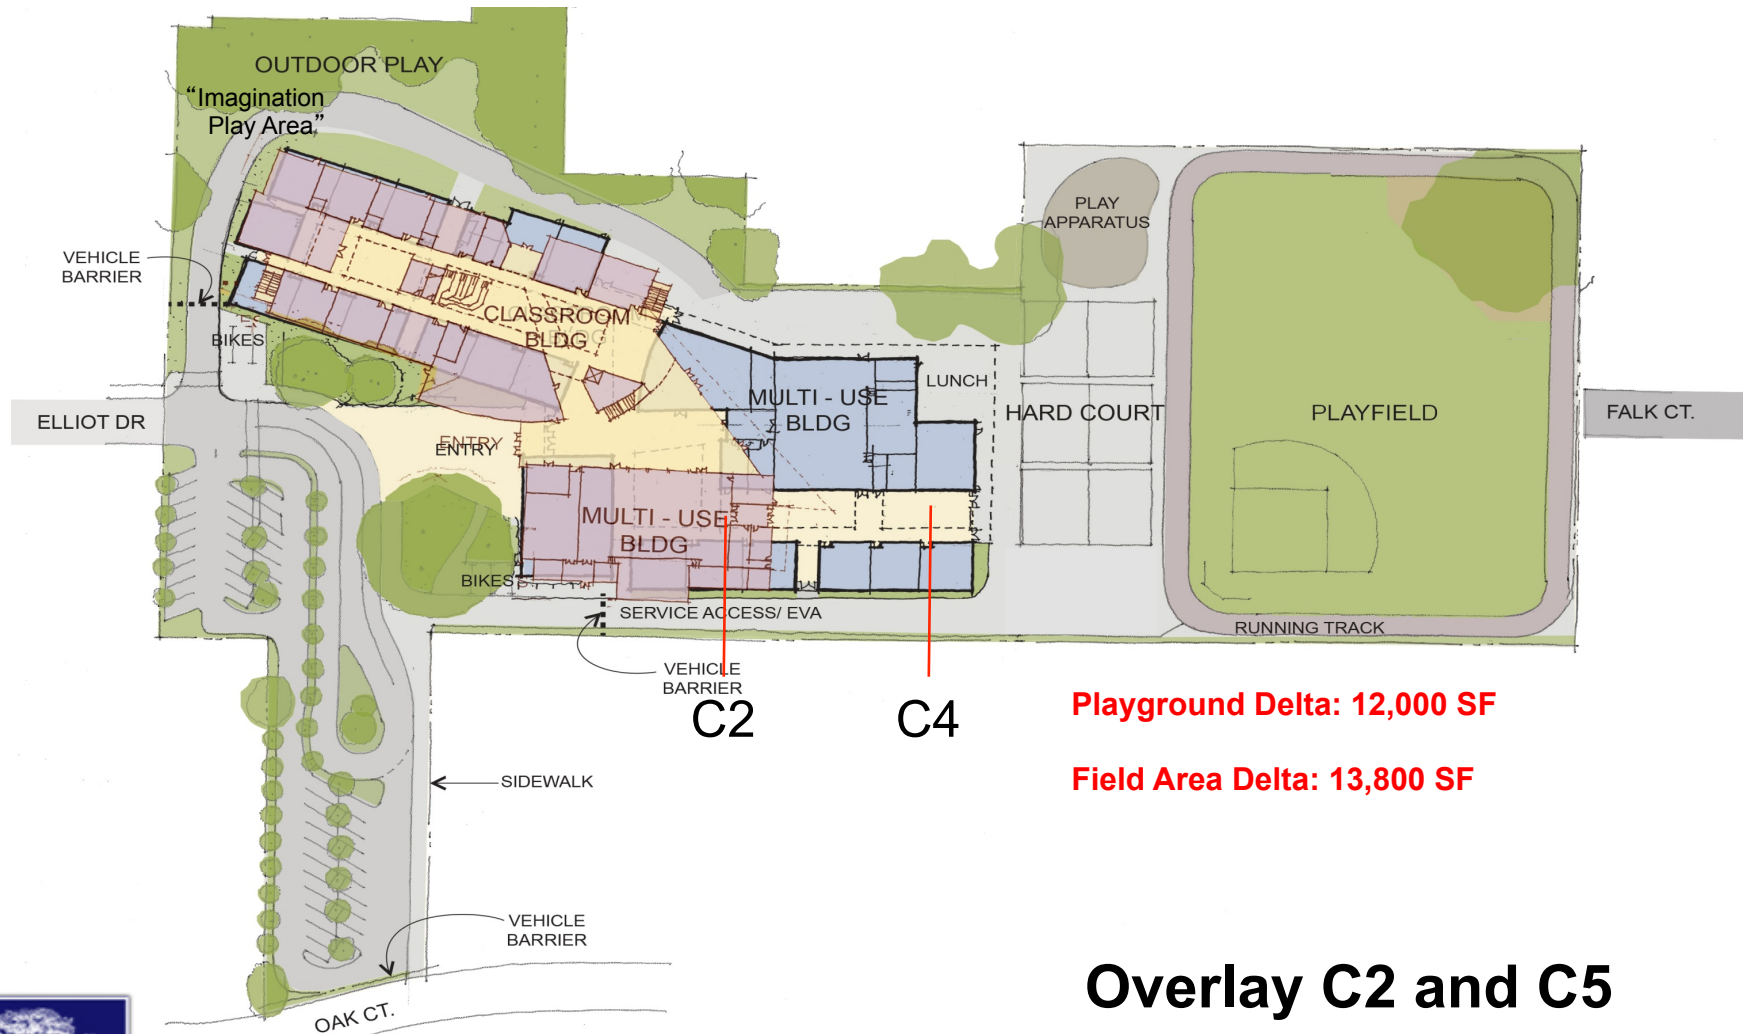 OUTDOOR PLAY
“Imagination
Play Area”
PLAY
APPARATUS
VEHICLE
BARRIER
CLASSROOM
BLDG
BIKES
MULTI - USE
BLDG
LUNCH
HARD COURT
PLAYFIELD
FALK CT.
ELLIOT DR
ENTRY
ENTRY
MULTI - USE
BLDG
BIKES
SERVICE ACCESS/ EVA
RUNNING TRACK
VEHICLE
BARRIER
C2
C4
Playground Delta: 12,000 SF
Field Area Delta: 13,800 SF
SIDEWALK
VEHICLE
BARRIER
OAK CT.
Overlay C2 and C5